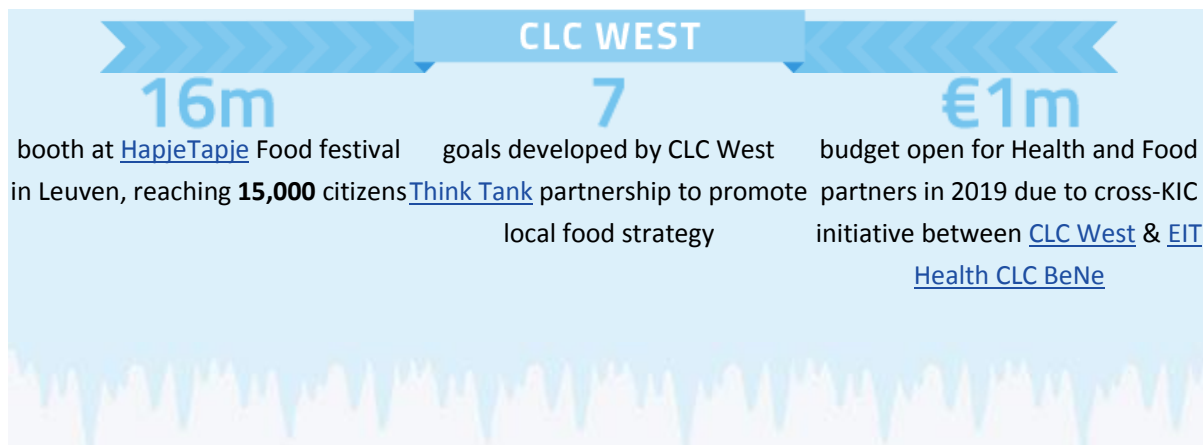 CLC WEST
16m
booth at HapjeTapje Food festival
in Leuven, reaching 15,000 citizens
7
goals developed by CLC West
Think Tank partnership to promote
local food strategy
€1m
budget open for Health and Food
partners in 2019 due to cross-KIC
initiative between CLC West & EIT
Health CLC BeNe